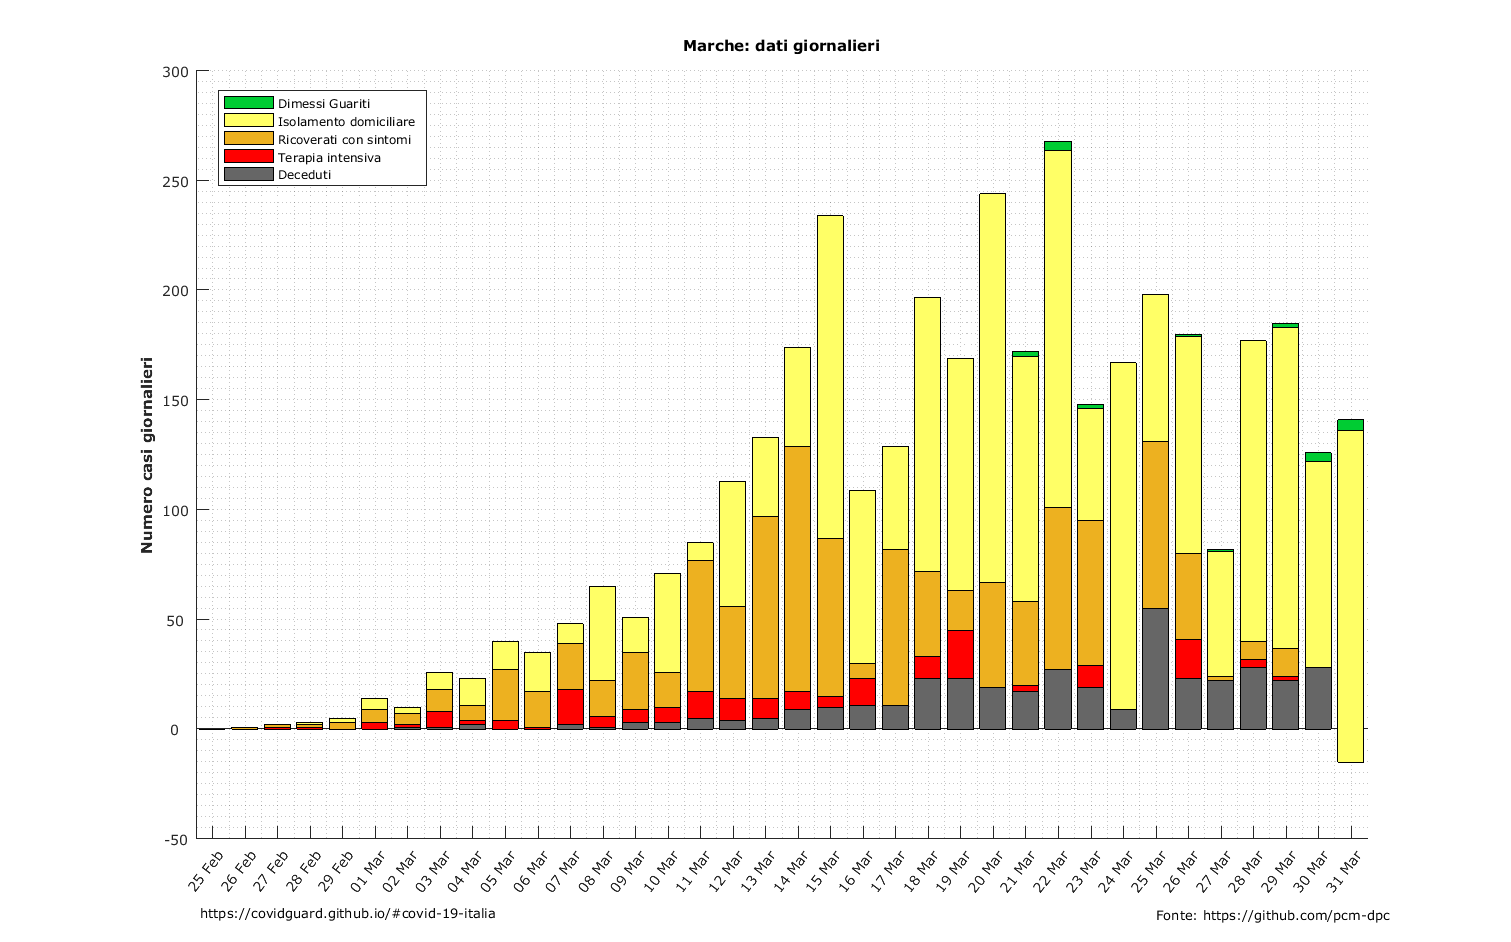 Marche: dati giornalieri
Dimessi Guariti
Isolamento domiciliare
Ricoverati con sintomi
Terapia intensiva
Deceduti
Numero casi giornalieri
300
250
200
150
100
50
0
-50
25 Feb
26 Feb
27 Feb
28 Feb
29 Feb
01 Mar
02 Mar
03 Mar
04 Mar
05 Mar
06 Mar
07 Mar
08 Mar
09 Mar
10 Mar
11 Mar
12 Mar
13 Mar
14 Mar
15 Mar
16 Mar
17 Mar
18 Mar
19 Mar
20 Mar
21 Mar
22 Mar
23 Mar
24 Mar
25 Mar
26 Mar
27 Mar
28 Mar
29 Mar
30 Mar
31 Mar
https://covidguard.github.io/#covid-19-italia
Fonte: https://github.com/pcm-dpc